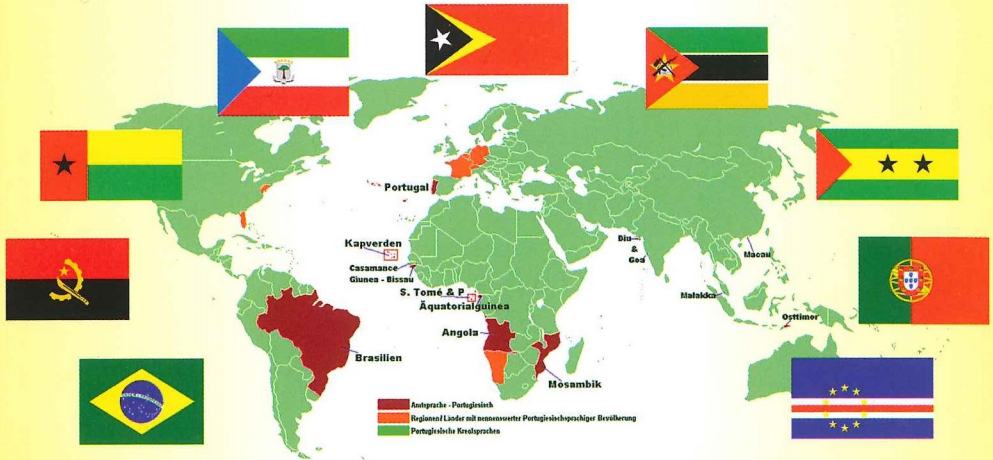 Portugal
Kapverden
Casamance
Giunea - Bissau
S. Tomé & P.
Äquatorialguinea
Angola
Brasilien
Mosambik
Diu
&
Goa
Macau
Malakka
Osttimor
Amtsprache - Portugiesisch
Regionen/ Länder mit nennenswerter Portugiesischsprachiger Bevölkerung
Portugiesische Kreolsprachen